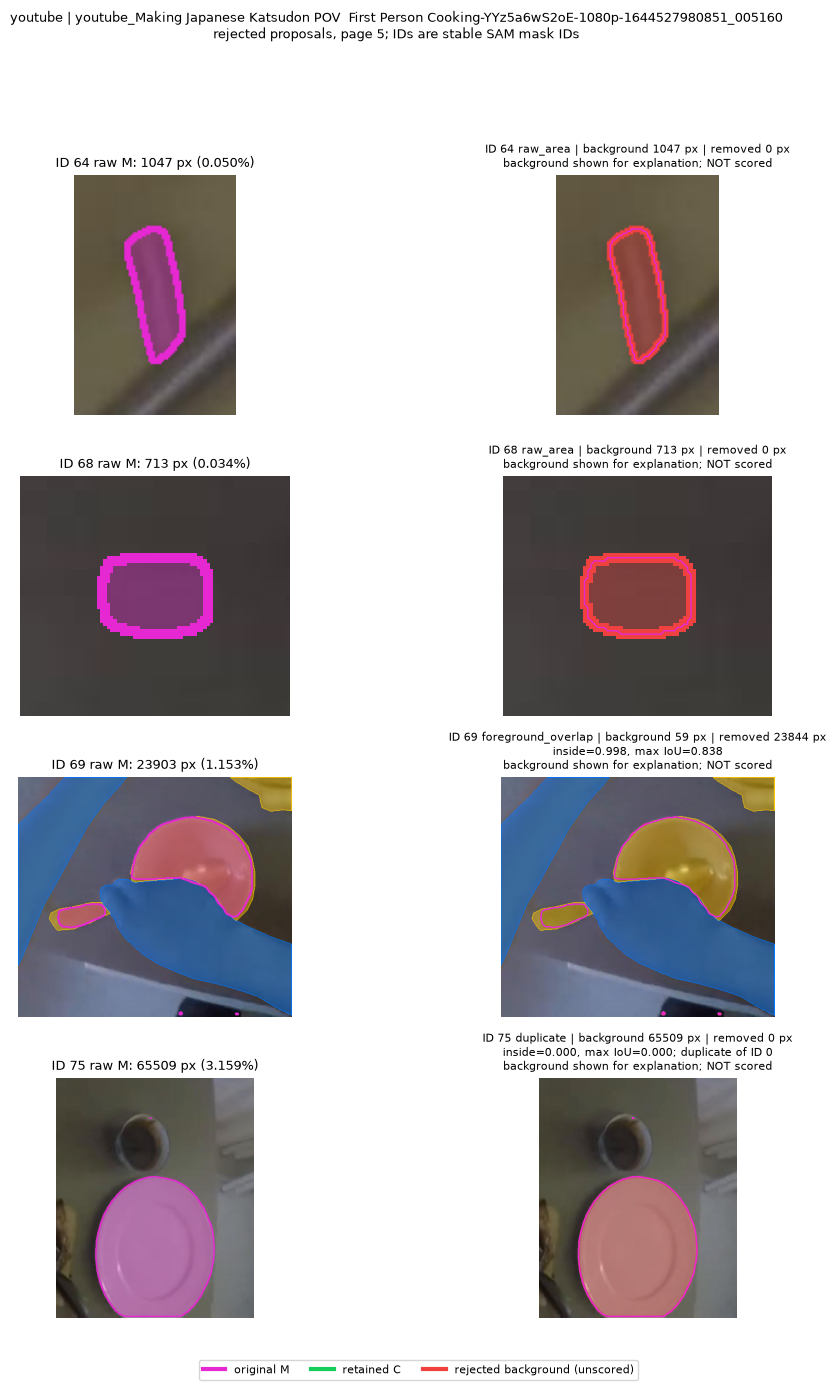 youtube | youtube_Making Japanese Katsudon POV  First Person Cooking-YYz5a6wS2oE-1080p-1644527980851_005160
rejected proposals, page 5; IDs are stable SAM mask IDs
ID 64 raw M: 1047 px (0.050%)
ID 64 raw_area | background 1047 px | removed 0 px
background shown for explanation; NOT scored
ID 68 raw M: 713 px (0.034%)
ID 68 raw_area | background 713 px | removed 0 px
background shown for explanation; NOT scored
ID 69 raw M: 23903 px (1.153%)
ID 69 foreground_overlap | background 59 px | removed 23844 px
inside=0.998, max IoU=0.838
background shown for explanation; NOT scored
ID 75 raw M: 65509 px (3.159%)
ID 75 duplicate | background 65509 px | removed 0 px
inside=0.000, max IoU=0.000; duplicate of ID 0
background shown for explanation; NOT scored
original M
retained C
rejected background (unscored)